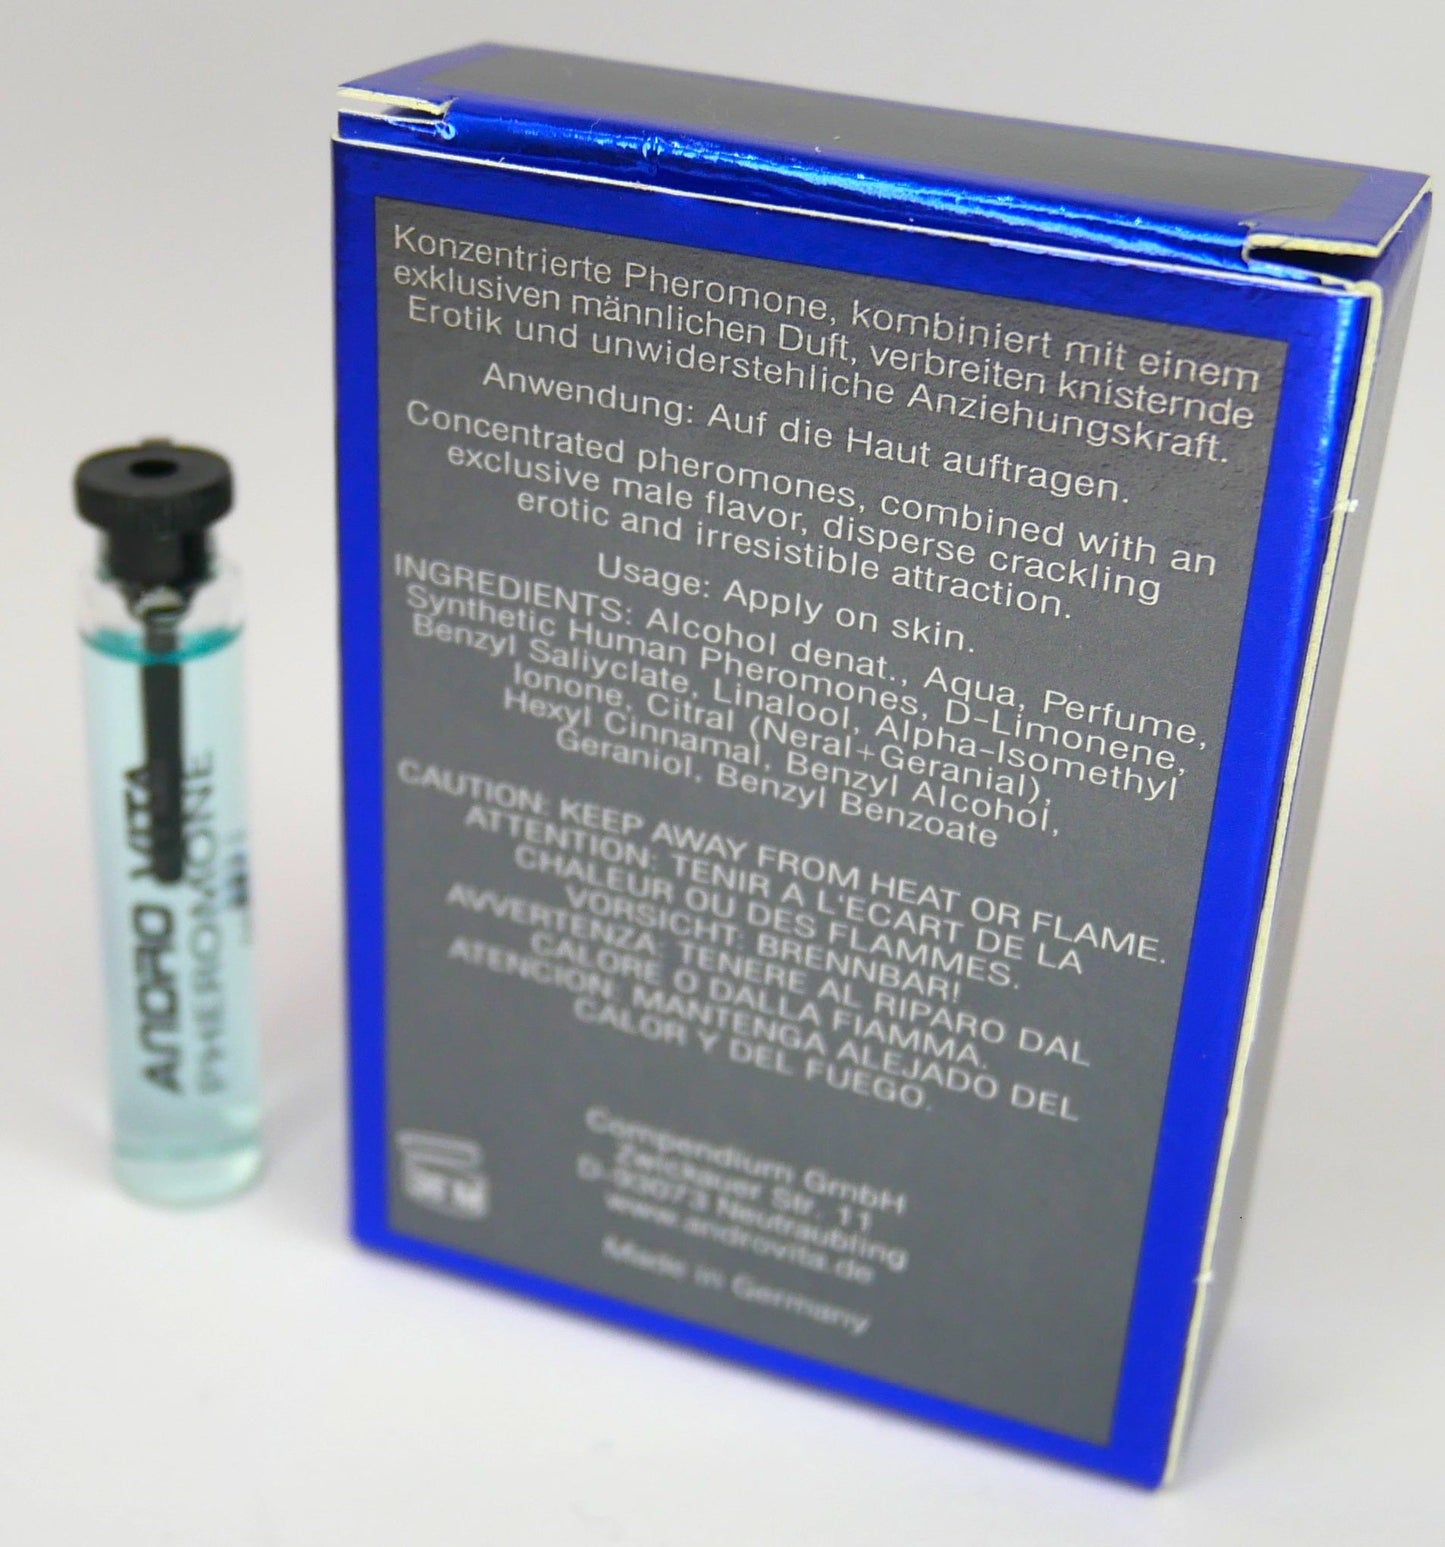 ANDRO VITA
PHEROMONE
Konzentrierte Pheromone, kombiniert mit einem
exklusiven männlichen Duft, verbreiten knisternde
Erotik und unwiderstehliche Anziehungskraft.
Anwendung: Auf die Haut auftragen.
Concentrated pheromones, combined with an
exclusive male flavor, disperse crackling
erotic and irresistible attraction.
Usage: Apply on skin.
INGREDIENTS: Alcohol denat., Aqua, Perfume,
Synthetic Human Pheromones, D-Limonene,
Benzyl Saliyclate, Linalool, Alpha-Isomethyl
Ionone, Citral (Neral+Geranial),
Hexyl Cinnamal, Benzyl Alcohol,
Geraniol, Benzyl Benzoate
CAUTION: KEEP AWAY FROM HEAT OR FLAME.
ATTENTION: TENIR A L'ECART DE LA
CHALEUR OU DES FLAMMES.
VORSICHT: BRENNBAR!
AVVERTENZA: TENERE AL RIPARO DAL
CALORE O DALLA FIAMMA.
ATENCION: MANTENGA ALEJADO DEL
CALOR Y DEL FUEGO.
Compendium GmbH
Zwickauer Str. 11
D-93073 Neutraubling
www.androvita.de
Made in Germany